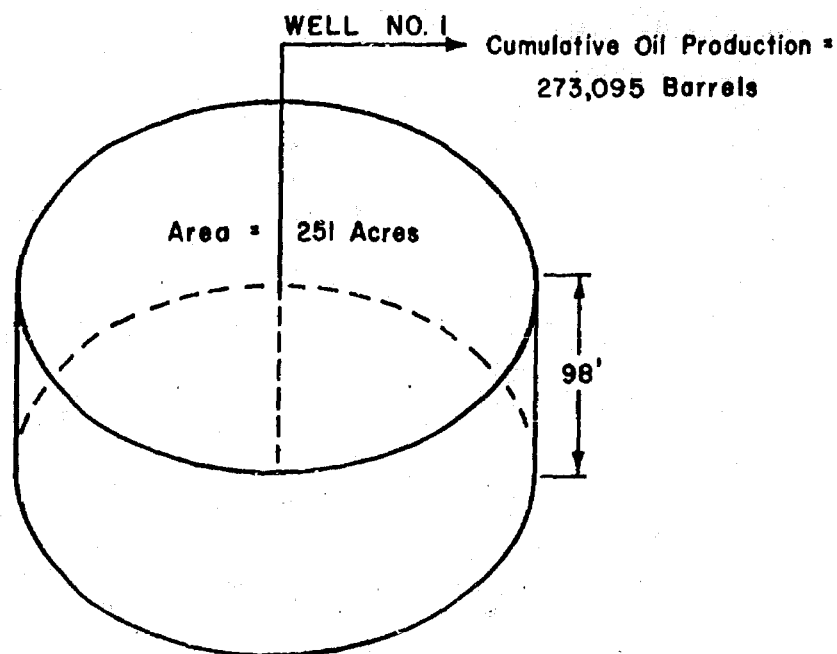 WELL NO. 1
Cumulative Oil Production =
273,095 Barrels
Area = 251 Acres
98'